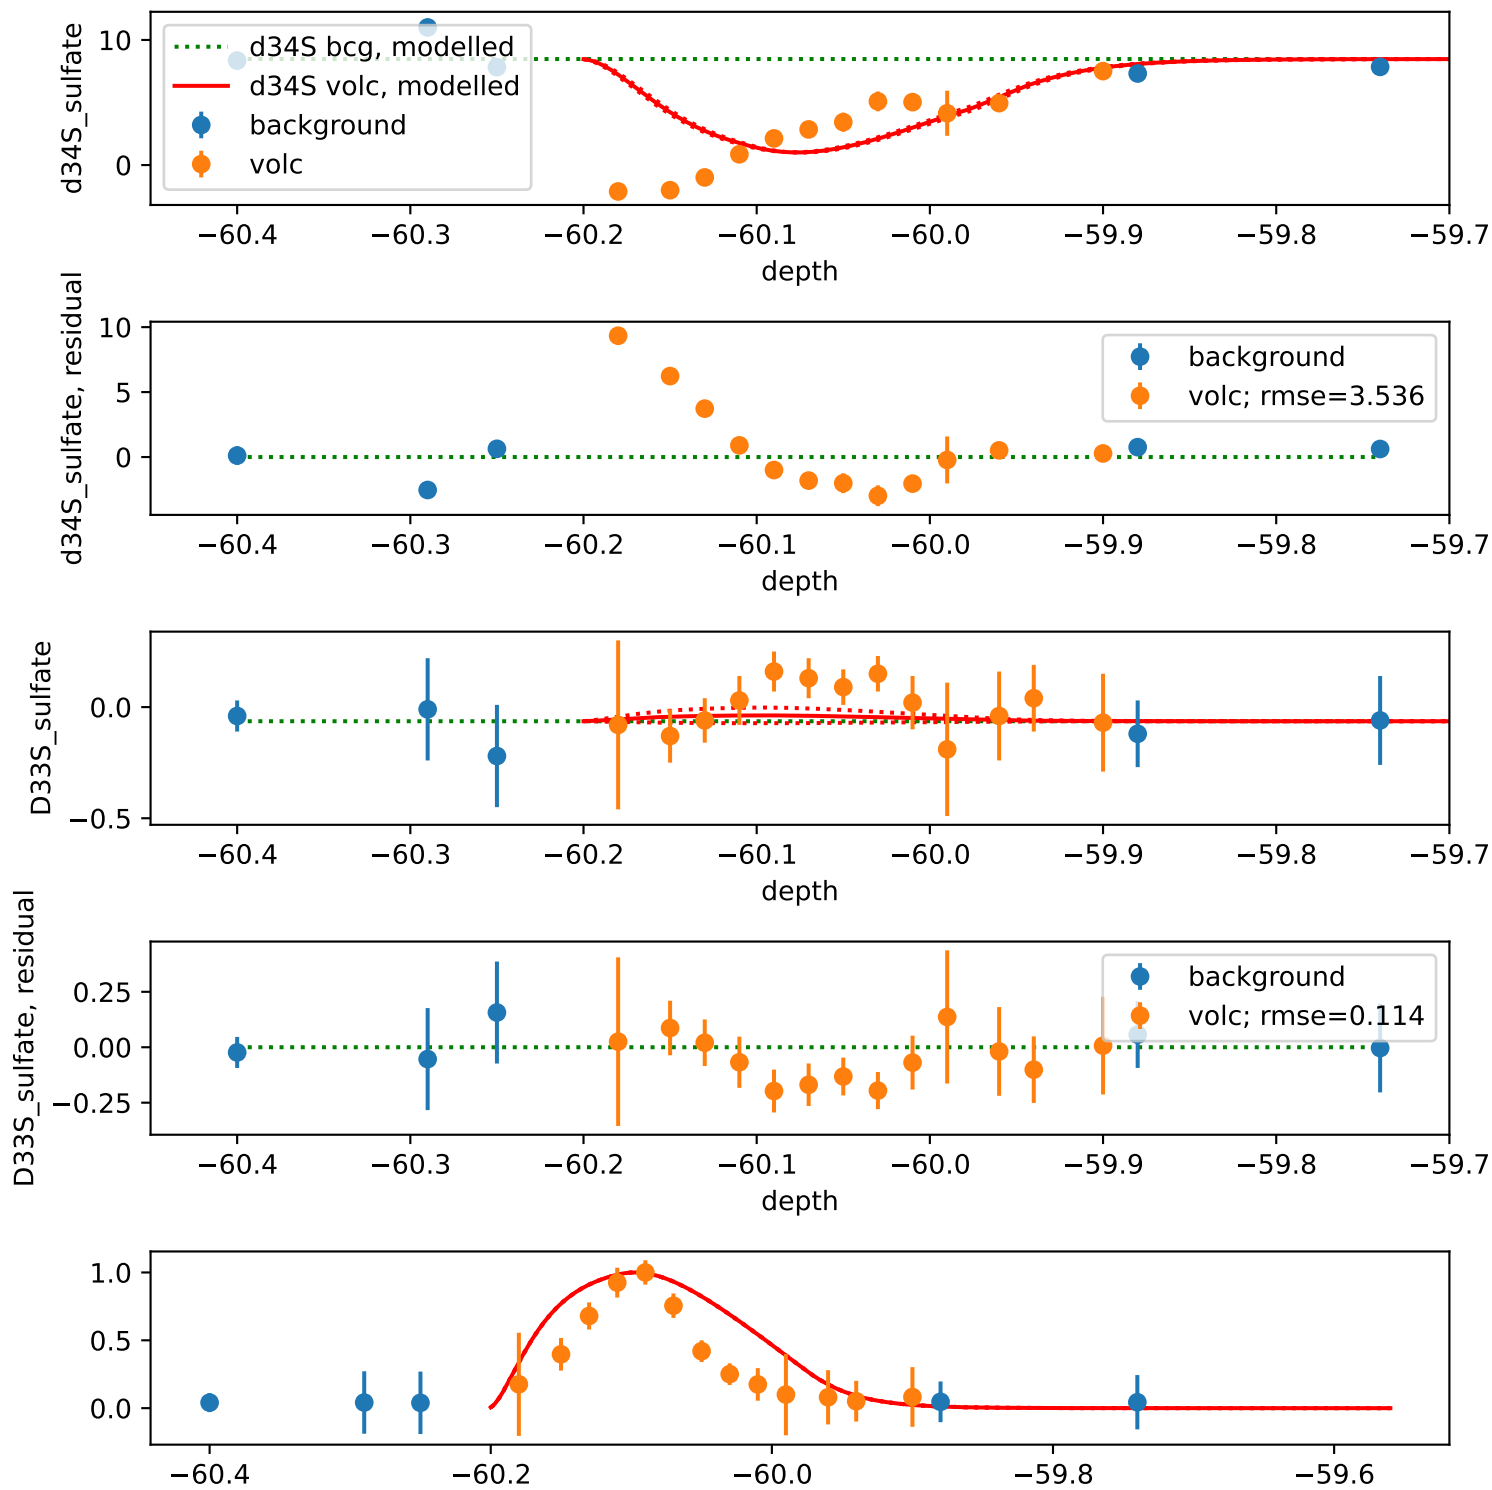 10
0
d34S_sulfate
d34S bcg, modelled
d34S volc, modelled
background
volc
−60.4 −60.3 −60.2 −60.1 −60.0 −59.9 −59.8 −59.7
depth
10
5
0
d34S_sulfate, residual
background
volc; rmse=3.536
−60.4 −60.3 −60.2 −60.1 −60.0 −59.9 −59.8 −59.7
depth
0.0
−0.5
D33S_sulfate
−60.4 −60.3 −60.2 −60.1 −60.0 −59.9 −59.8 −59.7
depth
0.25
0.00
−0.25
D33S_sulfate, residual
background
volc; rmse=0.114
−60.4 −60.3 −60.2 −60.1 −60.0 −59.9 −59.8 −59.7
depth
1.0
0.5
0.0
−60.4 −60.2 −60.0 −59.8 −59.6